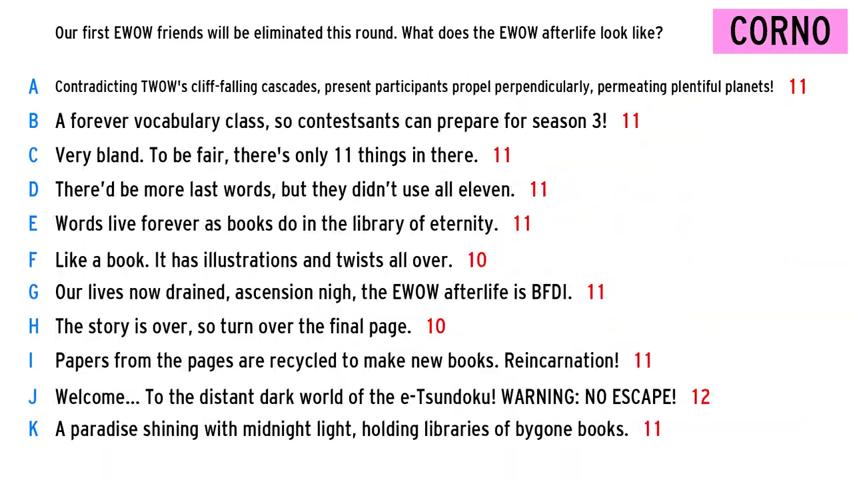 Our first EWOW friends will be eliminated this round. What does the EWOW afterlife look like?
CORNO
A Contradicting TWOW's cliff-falling cascades, present participants propel perpendicularly, permeating plentiful planets! 11
B A forever vocabulary class, so contestsants can prepare for season 3! 11
C Very bland. To be fair, there's only 11 things in there. 11
D There'd be more last words, but they didn't use all eleven. 11
E Words live forever as books do in the library of eternity. 11
F Like a book. It has illustrations and twists all over. 10
G Our lives now drained, ascension nigh, the EWOW afterlife is BFDI. 11
H The story is over, so turn over the final page. 10
I Papers from the pages are recycled to make new books. Reincarnation! 11
J Welcome... To the distant dark world of the e-Tsundoku! WARNING: NO ESCAPE! 12
K A paradise shining with midnight light, holding libraries of bygone books. 11